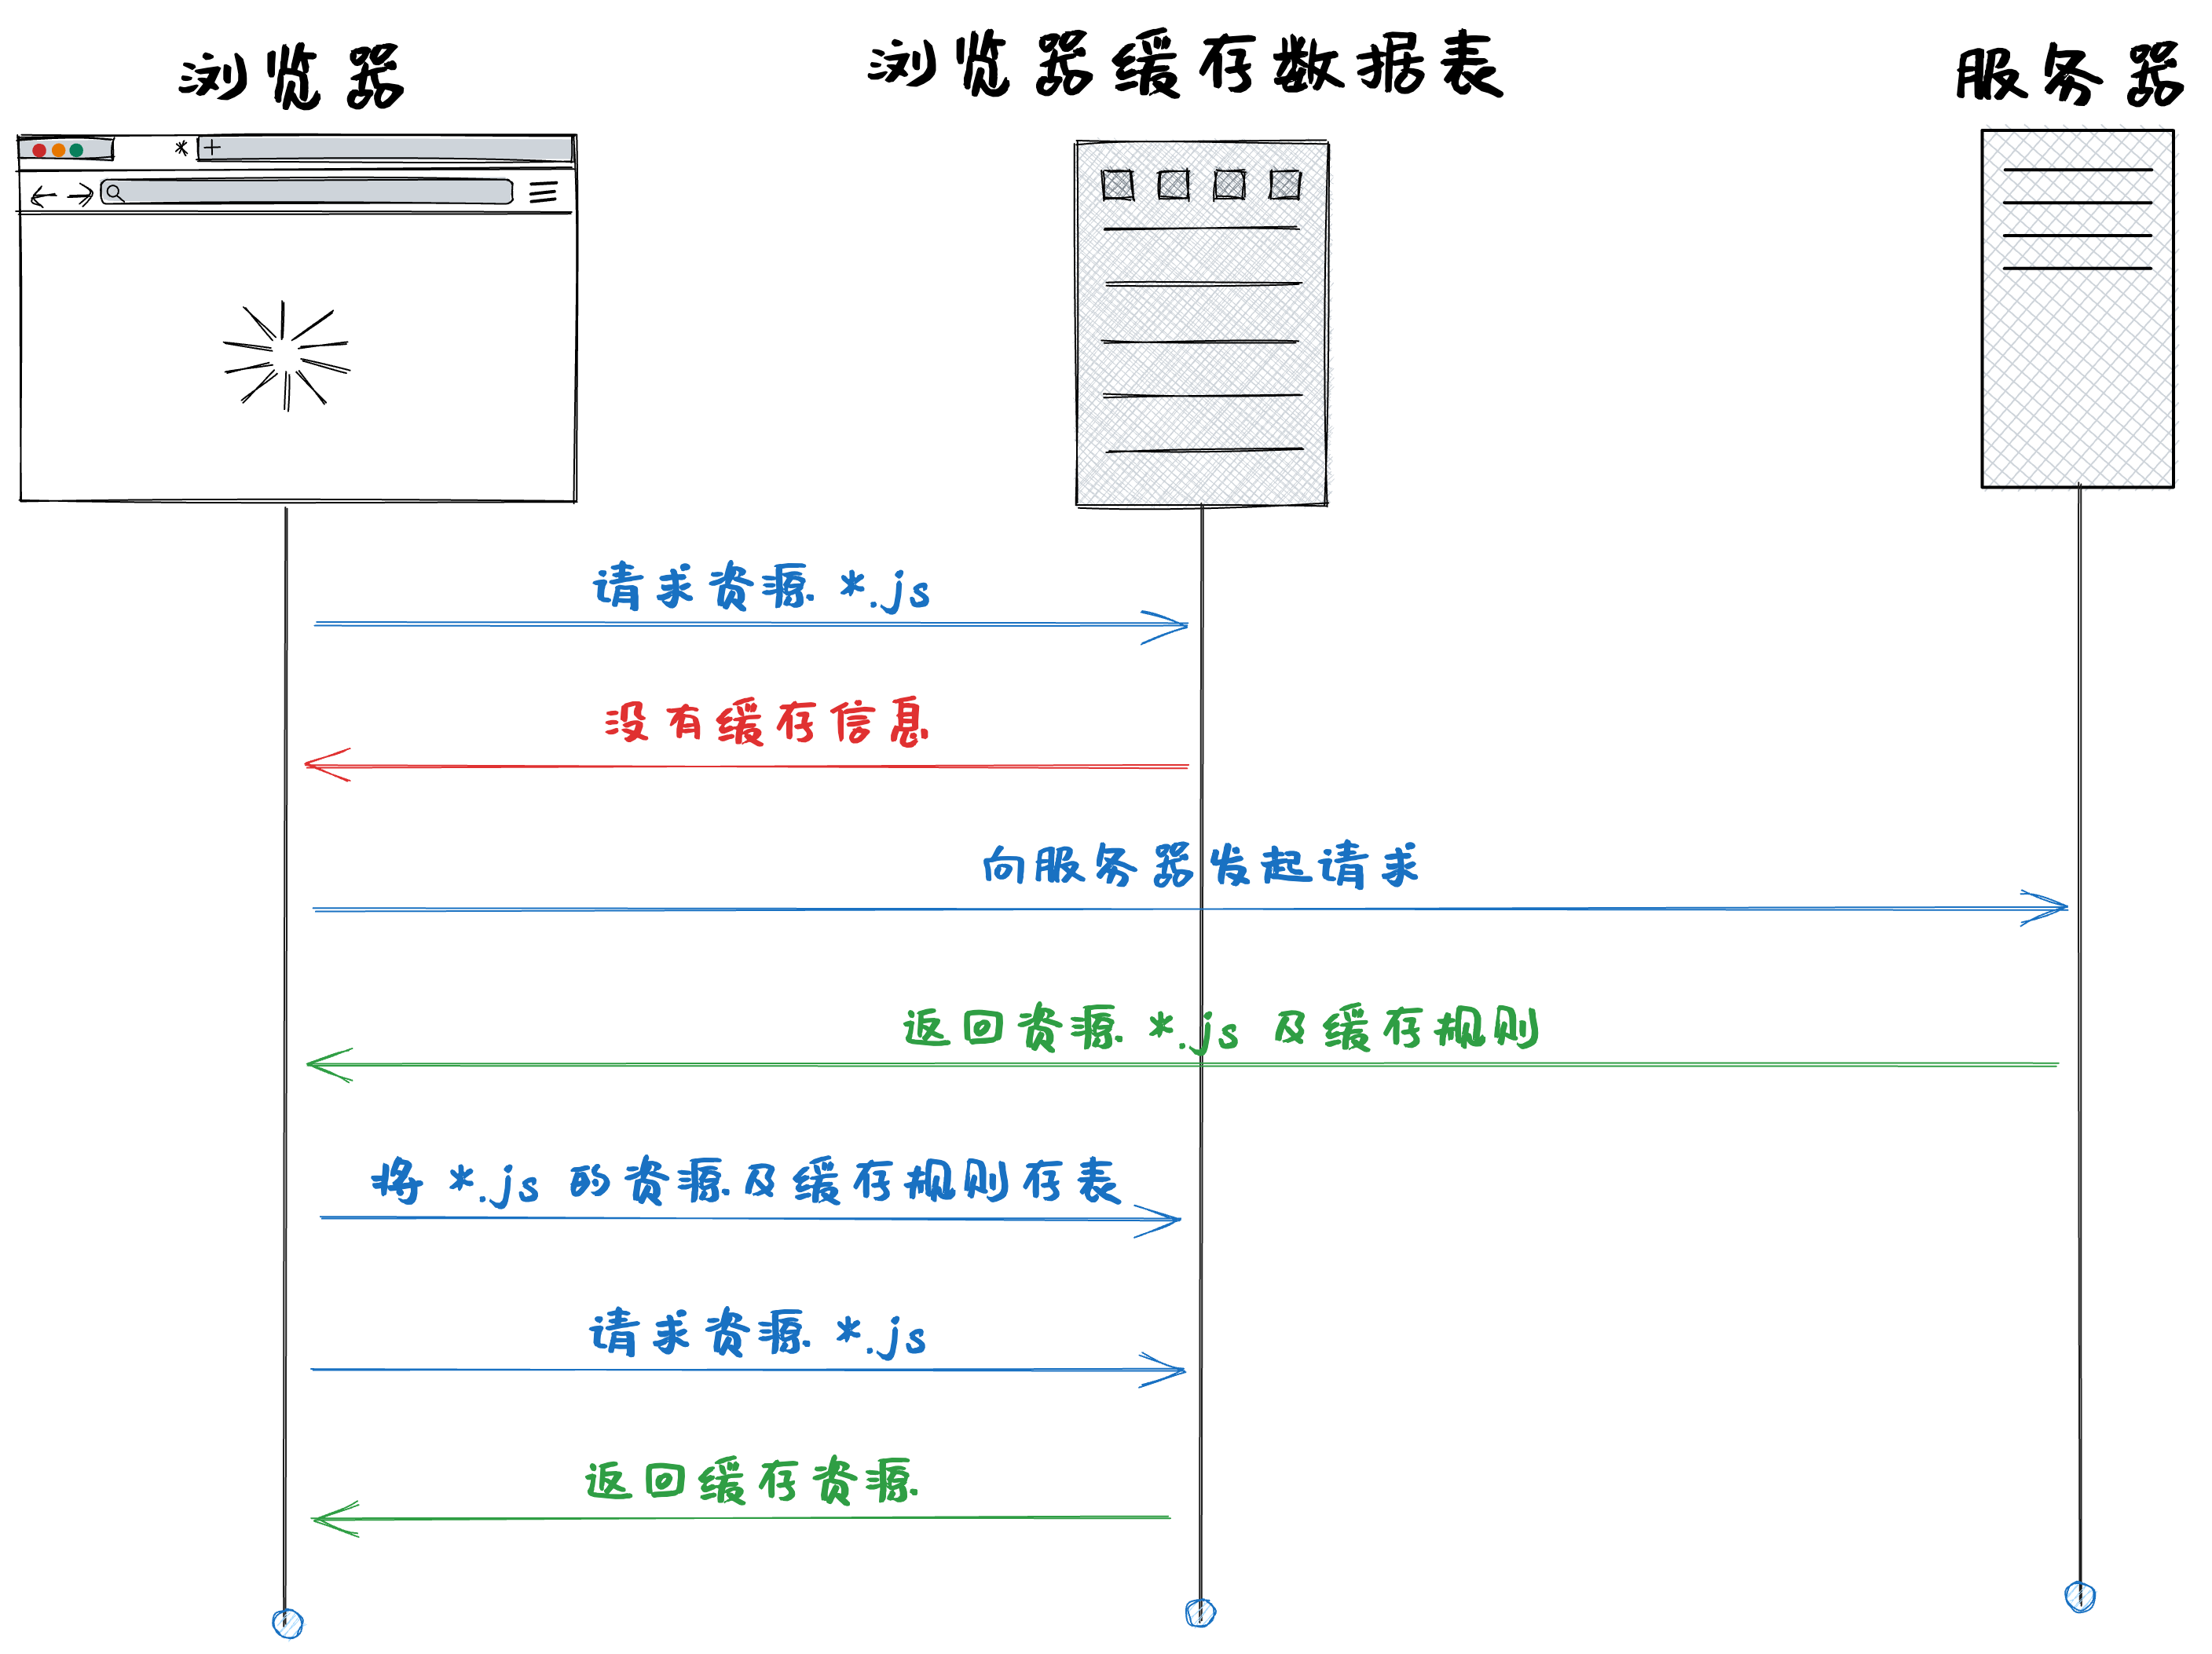 浏览器
浏览器缓存数据表
服务器
请求资源 *.js
没有缓存信息
向服务器发起请求
返回资源 *.js 及缓存规则
将 *.js 的资源及缓存规则存表
请求资源 *.js
返回缓存资源